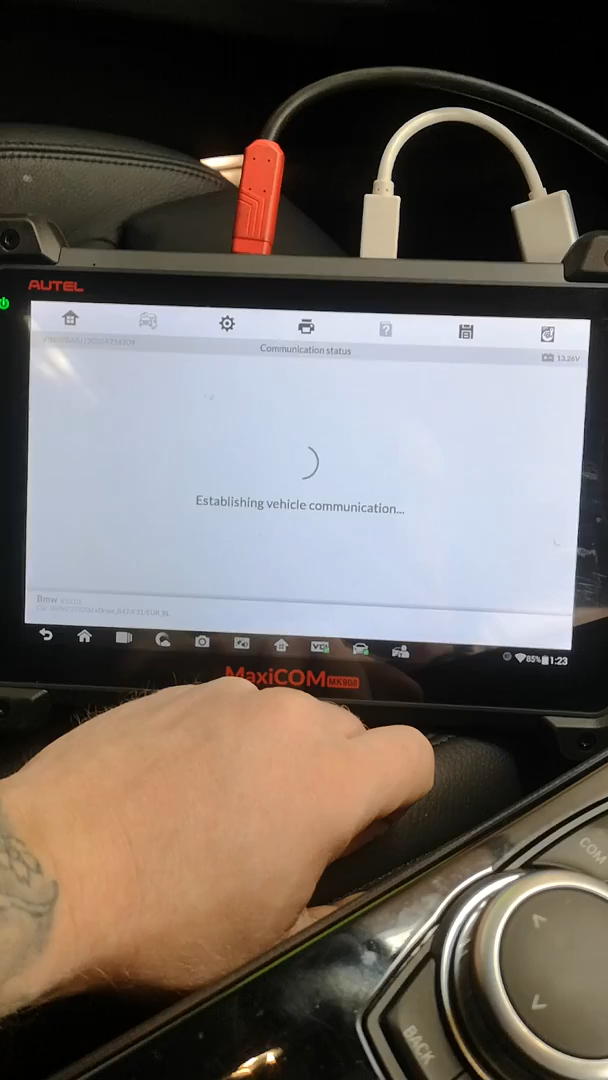 AUTEL
Communication status
13.26V
Establishing vehicle communication...
Bmw
85% 1:23
MaxiCOM MK908
COM
BACK